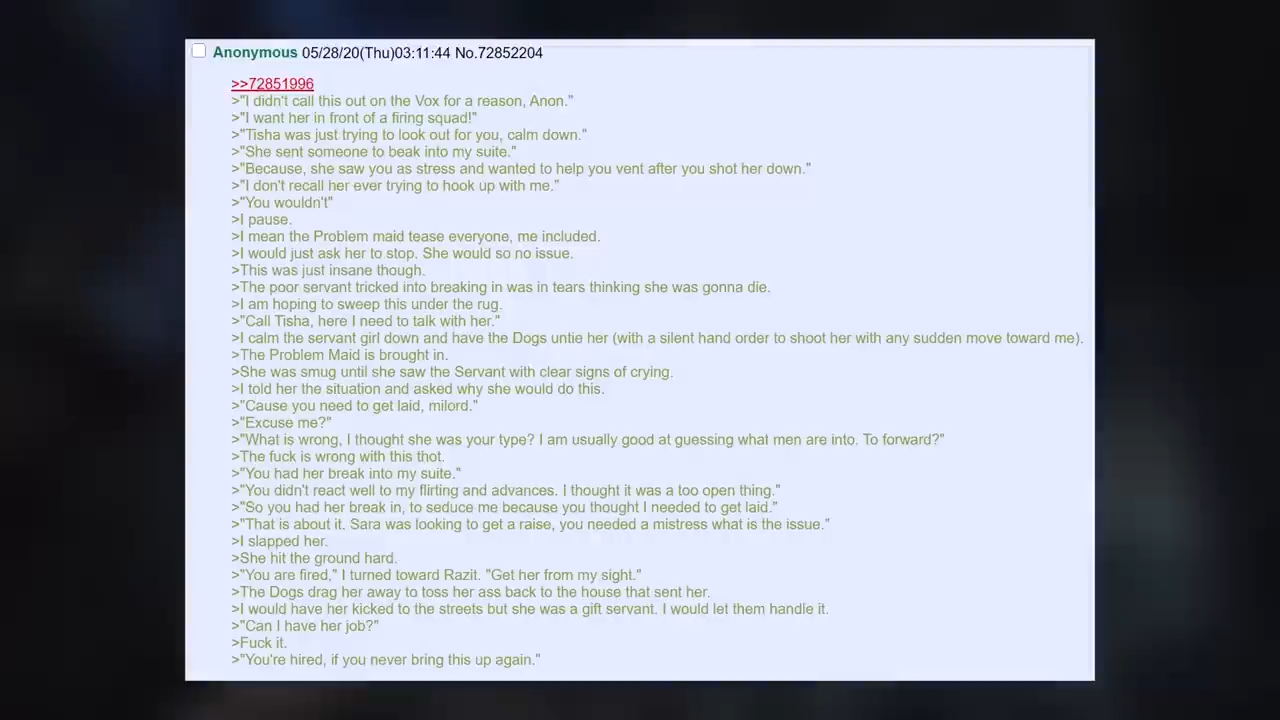 Anonymous 05/28/20(Thu)03:11:44 No.72852204
>>72851996
>"I didn't call this out on the Vox for a reason, Anon."
>"I want her in front of a firing squad!"
>"Tisha was just trying to look out for you, calm down."
>"She sent someone to beak into my suite."
>"Because, she saw you as stress and wanted to help you vent after you shot her down."
>"I don't recall her ever trying to hook up with me."
>"You wouldn't"
>I pause.
>I mean the Problem maid tease everyone, me included.
>I would just ask her to stop. She would so no issue.
>This was just insane though.
>The poor servant tricked into breaking in was in tears thinking she was gonna die.
>I am hoping to sweep this under the rug.
>"Call Tisha, here I need to talk with her."
>I calm the servant girl down and have the Dogs untie her (with a silent hand order to shoot her with any sudden move toward me).
>The Problem Maid is brought in.
>She was smug until she saw the Servant with clear signs of crying.
>I told her the situation and asked why she would do this.
>"Cause you need to get laid, milord."
>"Excuse me?"
>"What is wrong, I thought she was your type? I am usually good at guessing what men are into. To forward?"
>The fuck is wrong with this thot.
>"You had her break into my suite."
>"You didn't react well to my flirting and advances. I thought it was a too open thing."
>"So you had her break in, to seduce me because you thought I needed to get laid."
>"That is about it. Sara was looking to get a raise, you needed a mistress what is the issue."
>I slapped her.
>She hit the ground hard.
>"You are fired," I turned toward Razit. "Get her from my sight."
>The Dogs drag her away to toss her ass back to the house that sent her.
>I would have her kicked to the streets but she was a gift servant. I would let them handle it.
>"Can I have her job?"
>Fuck it.
>"You're hired, if you never bring this up again."